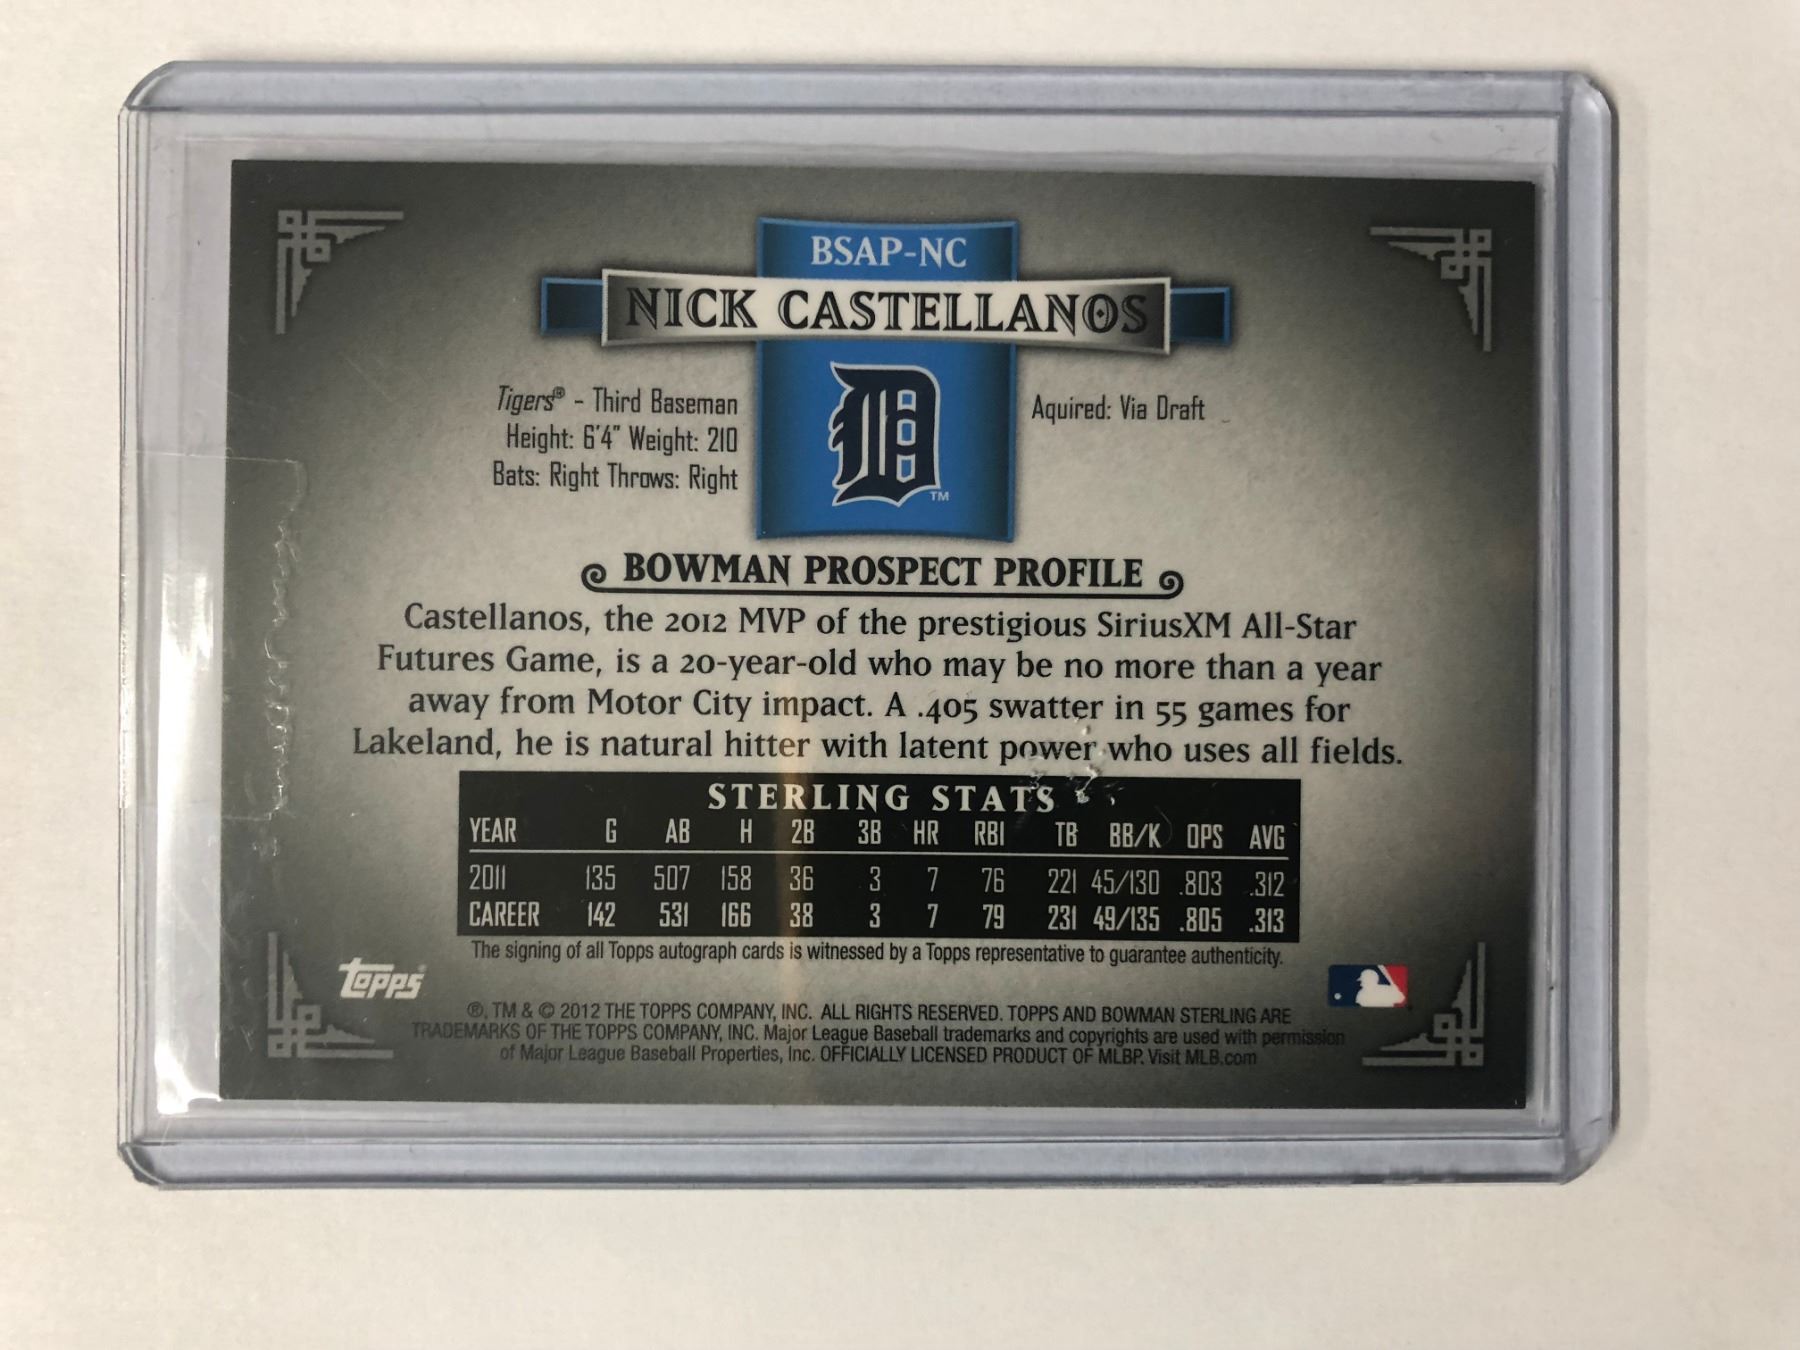 BSAP-NC
NICK CASTELLANOS
Tigers® - Third Baseman
Height: 6'4" Weight: 210
Bats: Right Throws: Right
Aquired: Via Draft
D
TM
BOWMAN PROSPECT PROFILE
Castellanos, the 2012 MVP of the prestigious SiriusXM All-Star
Futures Game, is a 20-year-old who may be no more than a year
away from Motor City impact. A .405 swatter in 55 games for
Lakeland, he is natural hitter with latent power who uses all fields.
STERLING STATS
YEAR G AB H 2B 3B HR RBI TB BB/K OPS AVG
2011 135 507 158 36 3 7 76 221 45/130 .803 .312
CAREER 142 531 166 38 3 7 79 231 49/135 .805 .313
The signing of all Topps autograph cards is witnessed by a Topps representative to guarantee authenticity.
topps
®, TM & © 2012 THE TOPPS COMPANY, INC. ALL RIGHTS RESERVED. TOPPS AND BOWMAN STERLING ARE
TRADEMARKS OF THE TOPPS COMPANY, INC. Major League Baseball trademarks and copyrights are used with permission
of Major League Baseball Properties, Inc. OFFICIALLY LICENSED PRODUCT OF MLBP. Visit MLB.com